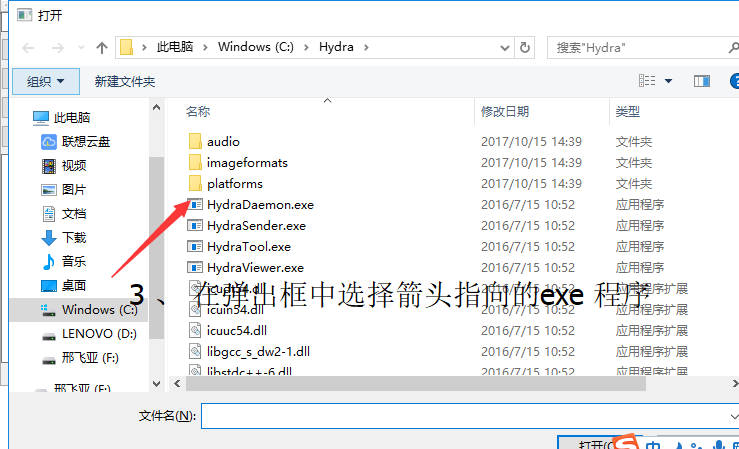 打开
此电脑 Windows (C:) Hydra
搜索"Hydra"
组织 新建文件夹
名称 修改日期 类型
此电脑
联想云盘
视频
图片
文档
下载
音乐
桌面
Windows (C:)
LENOVO (D:)
邢飞亚 (F:)
邢飞亚 (F:)
audio 2017/10/15 14:39 文件夹
imageformats 2017/10/15 14:39 文件夹
platforms 2017/10/15 14:39 文件夹
HydraDaemon.exe 2016/7/15 10:52 应用程序
HydraSender.exe 2016/7/15 10:52 应用程序
HydraTool.exe 2016/7/15 10:52 应用程序
HydraViewer.exe 2016/7/15 10:52 应用程序
3 、 在弹出框中选择箭头指向的exe 程序
icudt54.dll 2016/7/15 10:52 应用程序扩展
icuin54.dll 2016/7/15 10:52 应用程序扩展
icuuc54.dll 2016/7/15 10:52 应用程序扩展
libgcc_s_dw2-1.dll 2016/7/15 10:52 应用程序扩展
libstdc++-6.dll 2016/7/15 10:52 应用程序扩展
文件名(N):
打开(
中